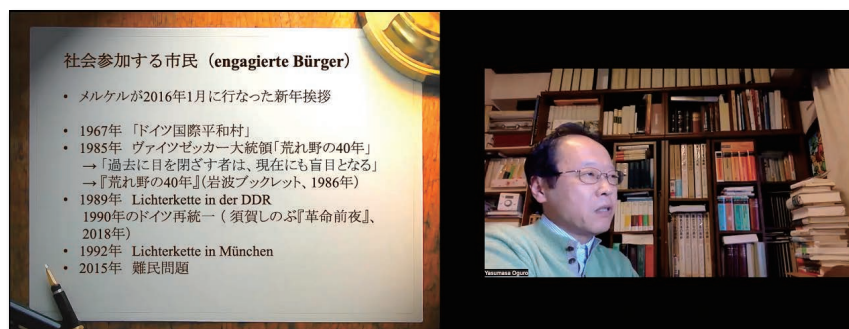 社会参加する市民（engagierte Bürger）
• メルケルが2016年1月に行なった新年挨拶
• 1967年 「ドイツ国際平和村」
• 1985年 ヴァイツゼッカー大統領「荒れ野の40年」
→「過去に目を閉ざす者は、現在にも盲目となる」
→『荒れ野の40年』（岩波ブックレット、1986年）
• 1989年 Lichterkette in der DDR
1990年のドイツ再統一（ 須賀しのぶ『革命前夜』、
2018年）
• 1992年 Lichterkette in München
• 2015年 難民問題
Yasumasa Oguro